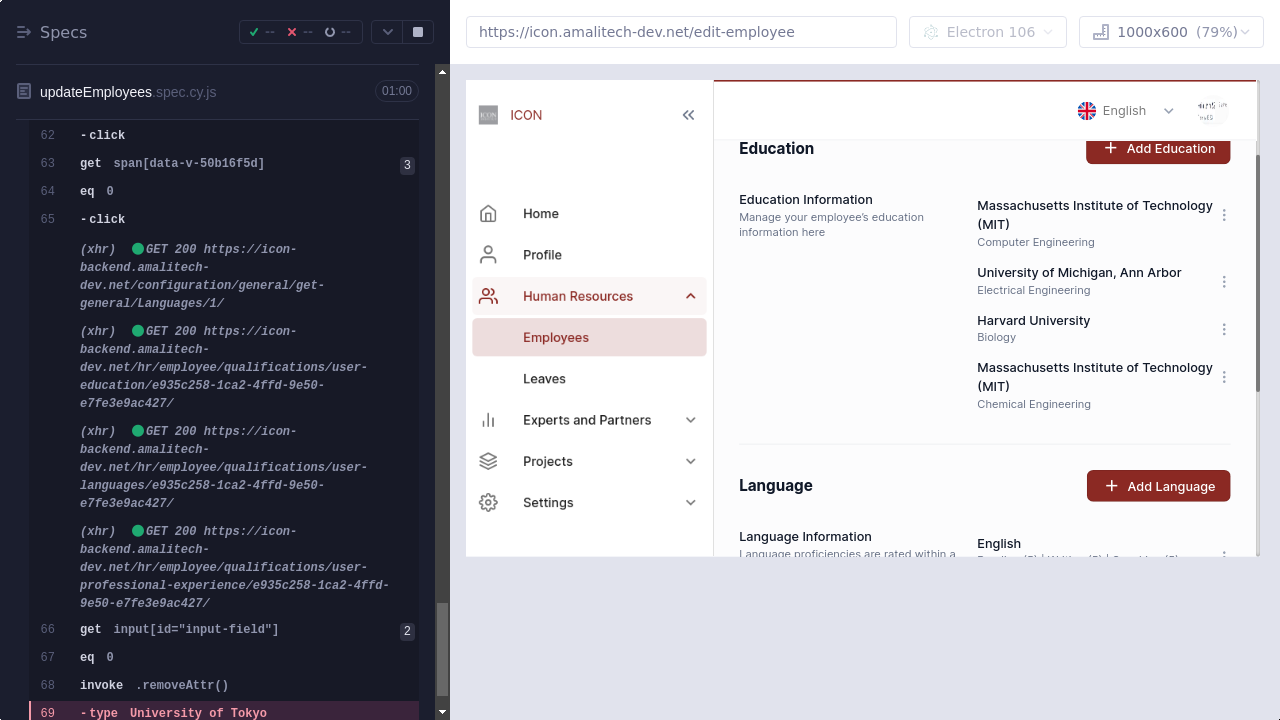 Specs
-- -- --
updateEmployees.spec.cy.js 01:00
62 -click
63 get span[data-v-50b16f5d] 3
64 eq 0
65 -click
(xhr) GET 200 https://icon-
backend.amalitech-
dev.net/configuration/general/get-
general/Languages/1/
(xhr) GET 200 https://icon-
backend.amalitech-
dev.net/hr/employee/qualifications/user-
education/e935c258-1ca2-4ffd-9e50-
e7fe3e9ac427/
(xhr) GET 200 https://icon-
backend.amalitech-
dev.net/hr/employee/qualifications/user-
languages/e935c258-1ca2-4ffd-9e50-
e7fe3e9ac427/
(xhr) GET 200 https://icon-
backend.amalitech-
dev.net/hr/employee/qualifications/user-
professional-experience/e935c258-1ca2-4ffd-
9e50-e7fe3e9ac427/
66 get input[id="input-field"] 2
67 eq 0
68 invoke .removeAttr()
69 -type University of Tokyo
https://icon.amalitech-dev.net/edit-employee
Electron 106
1000x600 (79%)
ICON
Home
Profile
Human Resources
Employees
Leaves
Experts and Partners
Projects
Settings
English
Education
Add Education
Education Information
Manage your employee's education
information here
Massachusetts Institute of Technology
(MIT)
Computer Engineering
University of Michigan, Ann Arbor
Electrical Engineering
Harvard University
Biology
Massachusetts Institute of Technology
(MIT)
Chemical Engineering
Language
Add Language
Language Information
Language proficiencies are rated within a
English